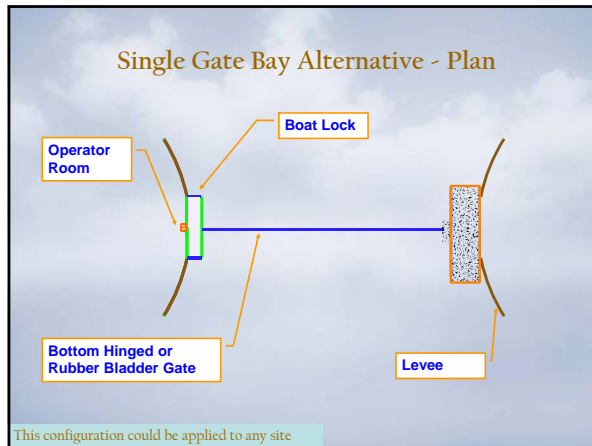 Single Gate Bay Alternative - Plan
Boat Lock
Operator
Room
Bottom Hinged or
Rubber Bladder Gate
Levee
This configuration could be applied to any site